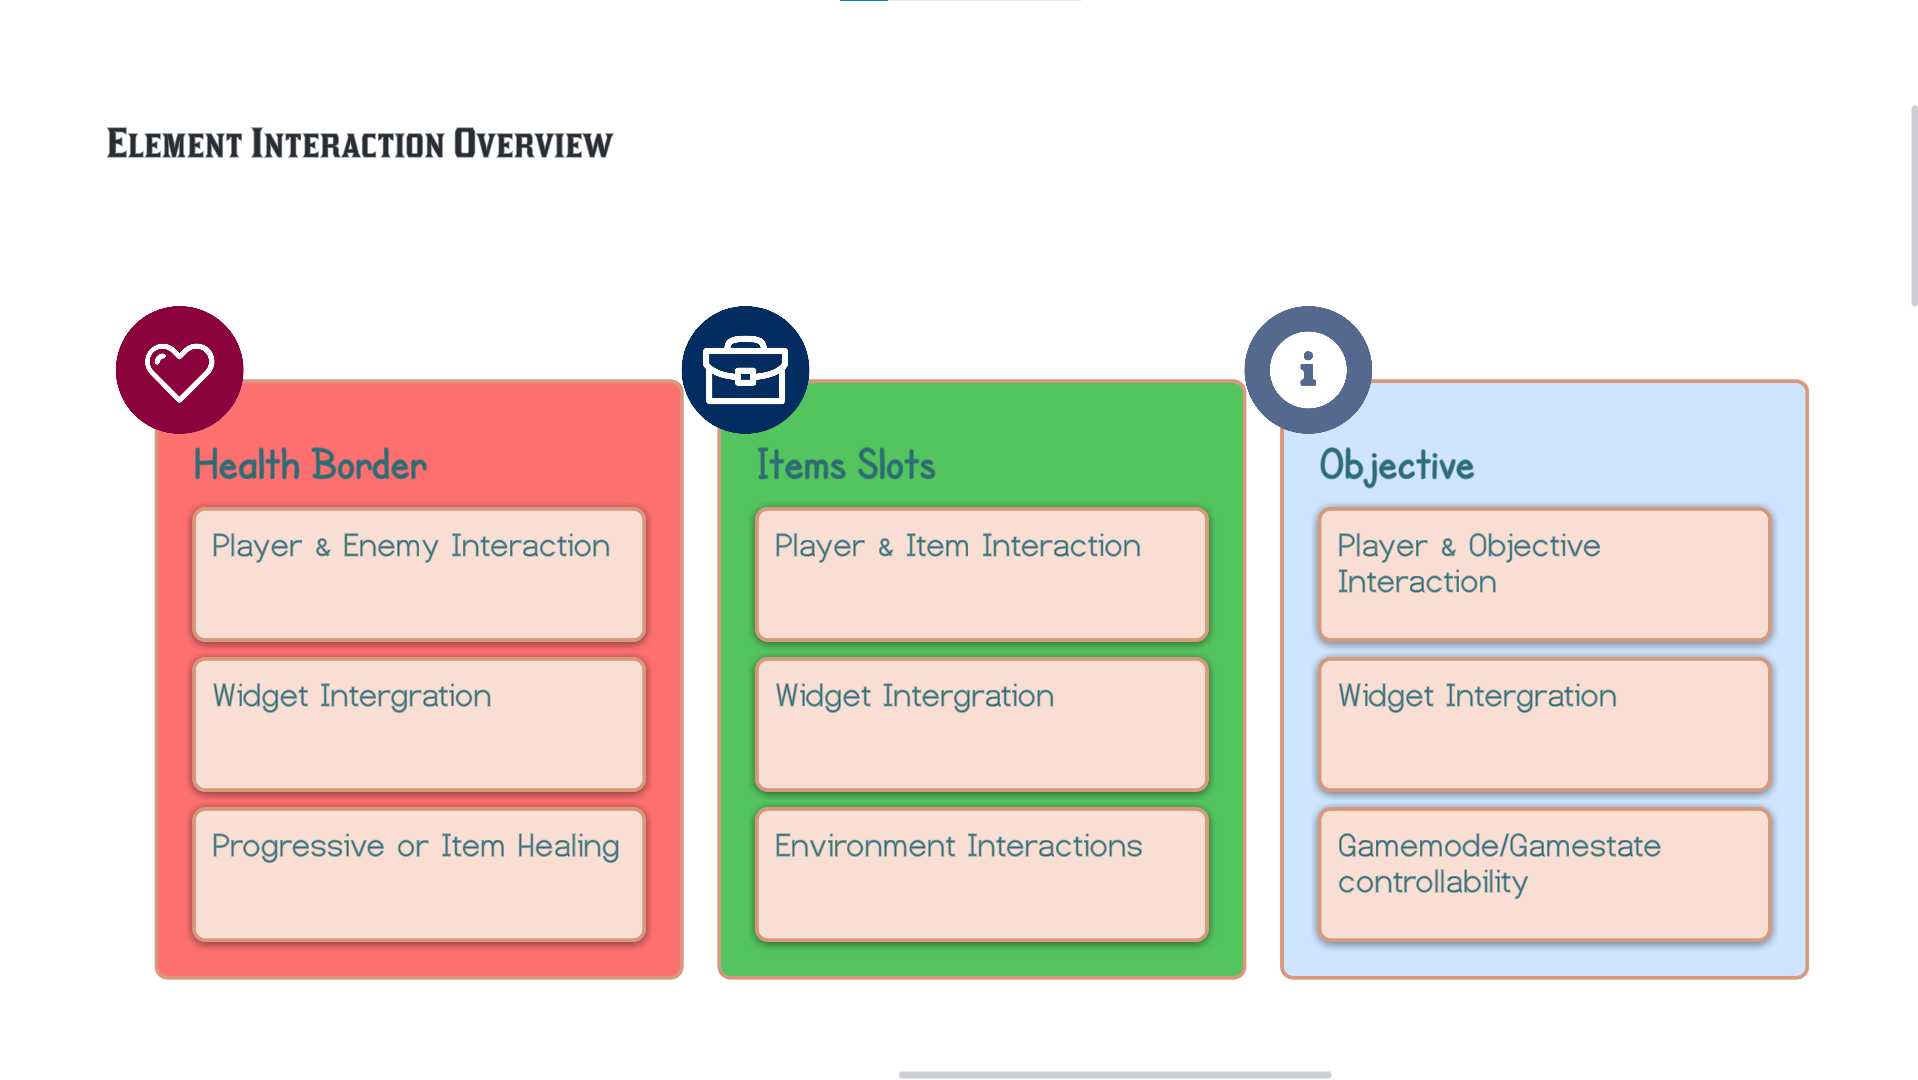 Element Interaction Overview
Health Border
Player & Enemy Interaction
Widget Intergration
Progressive or Item Healing
Items Slots
Player & Item Interaction
Widget Intergration
Environment Interactions
Objective
Player & Objective
Interaction
Widget Intergration
Gamemode/Gamestate
controllability